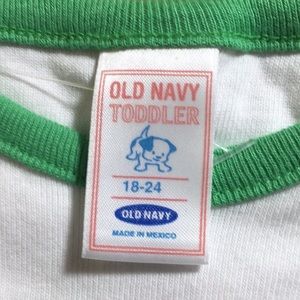 OLD NAVY
TODDLER
18-24
OLD NAVY
MADE IN MEXICO